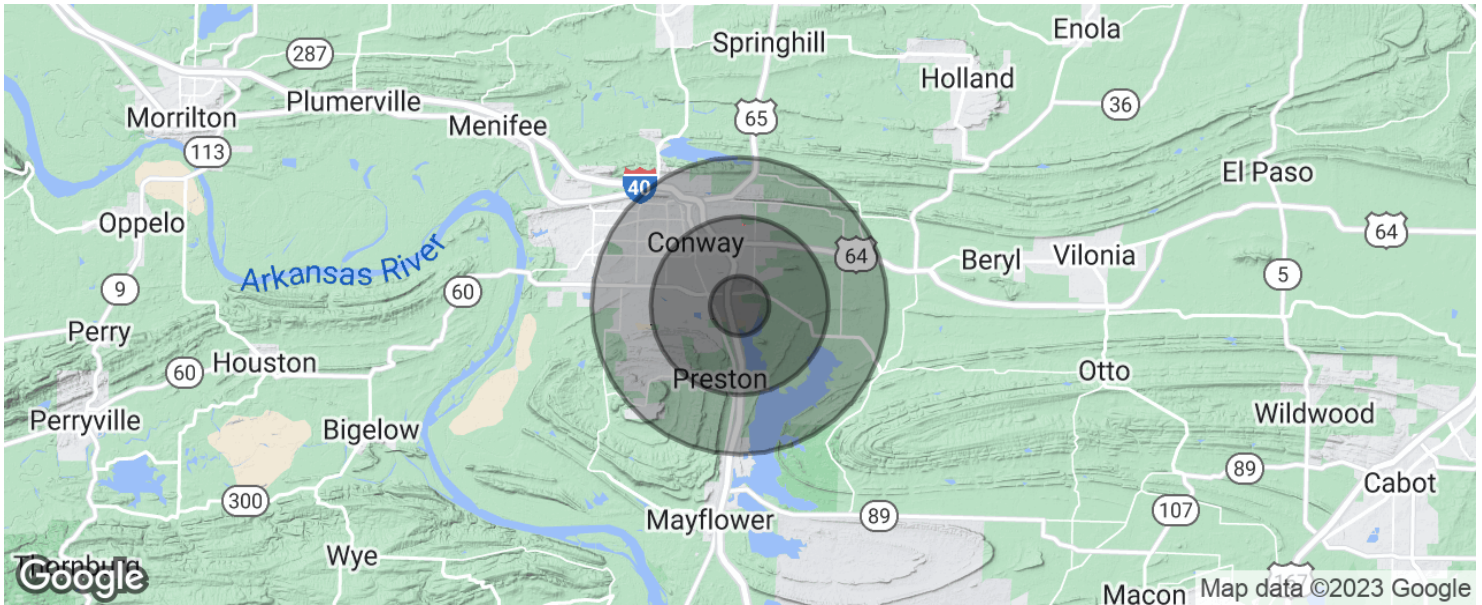 Enola
Springhill
287
Holland
Plumerville
36
Morrilton
65
Menifee
113
El Paso
40
Oppelo
64
Conway
Arkansas River
64
Beryl
Vilonia
5
9
60
Perry
Houston
60
Preston
Otto
Perryville
Wildwood
Bigelow
89
Cabot
300
107
Mayflower
89
Wye
Thornburg
Google
167
Macon
Map data ©2023 Google